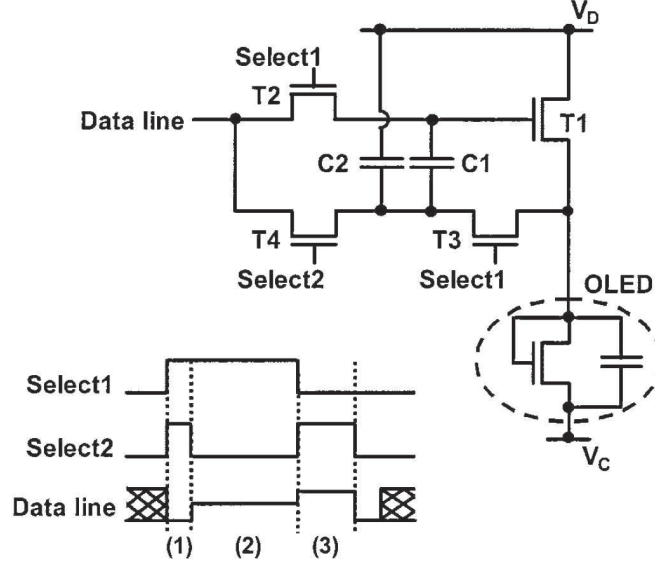 V_D
Select1
T2
Data line
T1
C2
C1
T4
T3
Select2
Select1
OLED
V_C
Select1
Select2
Data line
(1)
(2)
(3)